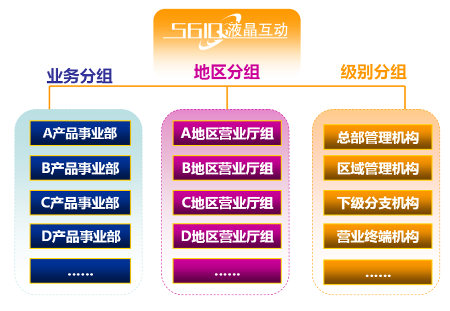 561Q液晶互动
业务分组
地区分组
级别分组
A产品事业部
B产品事业部
C产品事业部
D产品事业部
......
A地区营业厅组
B地区营业厅组
C地区营业厅组
D地区营业厅组
......
总部管理机构
区域管理机构
下级分支机构
营业终端机构
......